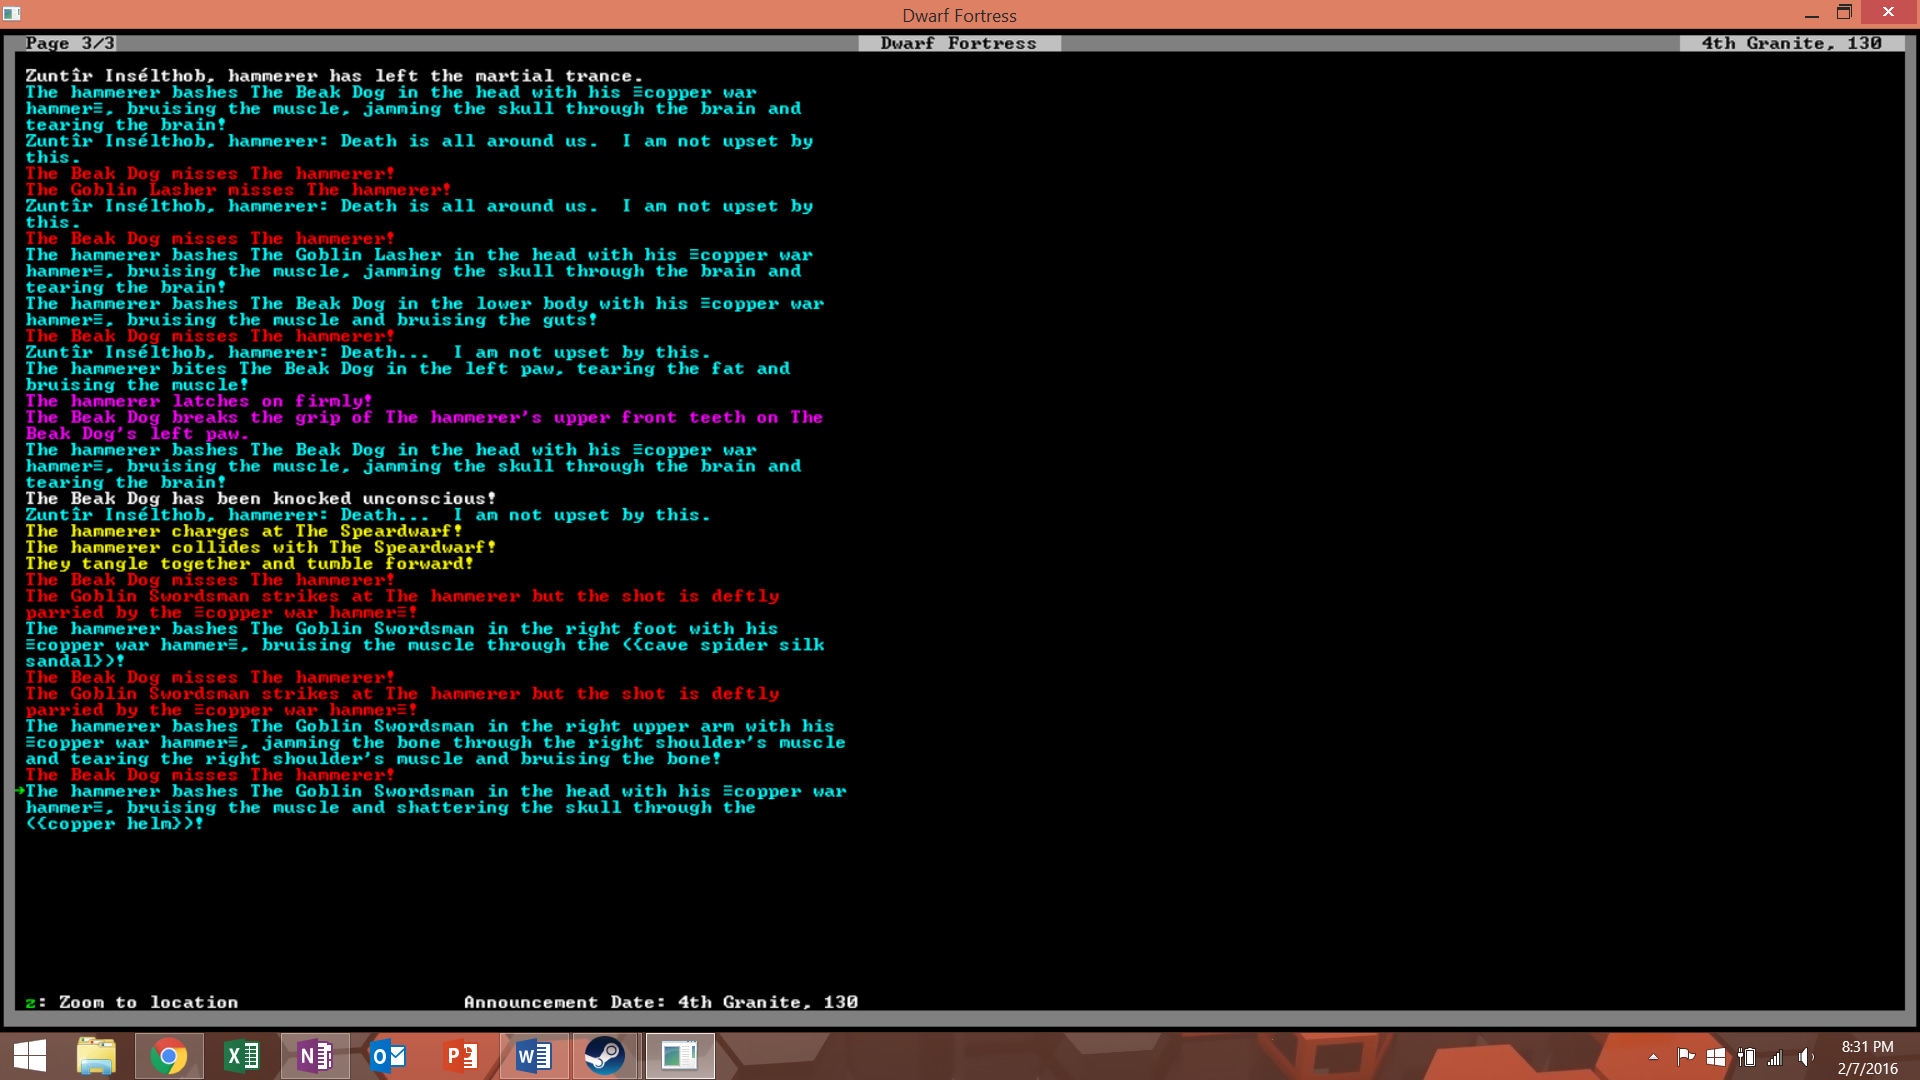 Dwarf Fortress
Page 3/3
Dwarf Fortress
4th Granite, 130
Zuntîr Insélthob, hammerer has left the martial trance.
The hammerer bashes The Beak Dog in the head with his ≡copper war
hammer≡, bruising the muscle, jamming the skull through the brain and
tearing the brain!
Zuntîr Insélthob, hammerer: Death is all around us.  I am not upset by
this.
The Beak Dog misses The hammerer!
The Goblin Lasher misses The hammerer!
Zuntîr Insélthob, hammerer: Death is all around us.  I am not upset by
this.
The Beak Dog misses The hammerer!
The hammerer bashes The Goblin Lasher in the head with his ≡copper war
hammer≡, bruising the muscle, jamming the skull through the brain and
tearing the brain!
The hammerer bashes The Beak Dog in the lower body with his ≡copper war
hammer≡, bruising the muscle and bruising the guts!
The Beak Dog misses The hammerer!
Zuntîr Insélthob, hammerer: Death...  I am not upset by this.
The hammerer bites The Beak Dog in the left paw, tearing the fat and
bruising the muscle!
The hammerer latches on firmly!
The Beak Dog breaks the grip of The hammerer's upper front teeth on The
Beak Dog's left paw.
The hammerer bashes The Beak Dog in the head with his ≡copper war
hammer≡, bruising the muscle, jamming the skull through the brain and
tearing the brain!
The Beak Dog has been knocked unconscious!
Zuntîr Insélthob, hammerer: Death...  I am not upset by this.
The hammerer charges at The Speardwarf!
The hammerer collides with The Speardwarf!
They tangle together and tumble forward!
The Beak Dog misses The hammerer!
The Goblin Swordsman strikes at The hammerer but the shot is deftly
parried by the ≡copper war hammer≡!
The hammerer bashes The Goblin Swordsman in the right foot with his
≡copper war hammer≡, bruising the muscle through the ({cave spider silk
sandal})!
The Beak Dog misses The hammerer!
The Goblin Swordsman strikes at The hammerer but the shot is deftly
parried by the ≡copper war hammer≡!
The hammerer bashes The Goblin Swordsman in the right upper arm with his
≡copper war hammer≡, jamming the bone through the right shoulder's muscle
and tearing the right shoulder's muscle and bruising the bone!
The Beak Dog misses The hammerer!
→The hammerer bashes The Goblin Swordsman in the head with his ≡copper war
hammer≡, bruising the muscle and shattering the skull through the
({copper helm})!
z: Zoom to location
Announcement Date: 4th Granite, 130
8:31 PM
2/7/2016